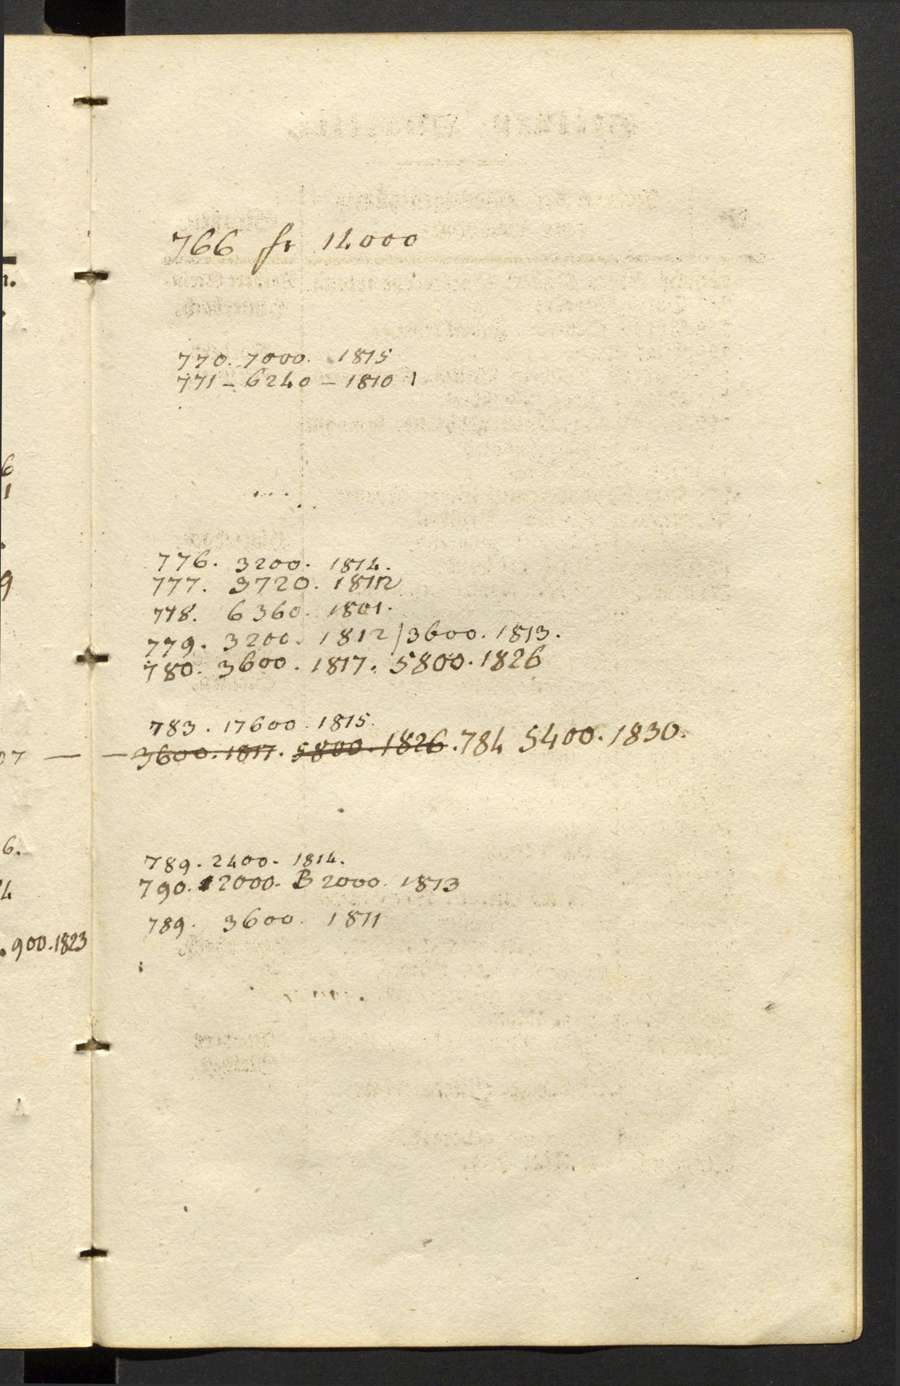 766 fr 14000
770. 7000. 1815
771 – 6240 – 1810
776. 3200. 1814.
777. 3720. 1812
778. 6360. 1801.
779. 3200. 1812/3600. 1813.
780. 3600. 1817. 5800. 1826
783. 17600. 1815.
3600. 1817. 5800. 1826. 784 5400. 1830.
789. 2400. 1814.
790. 2000. B 2000. 1813
789. 3600. 1811
. 900. 1823